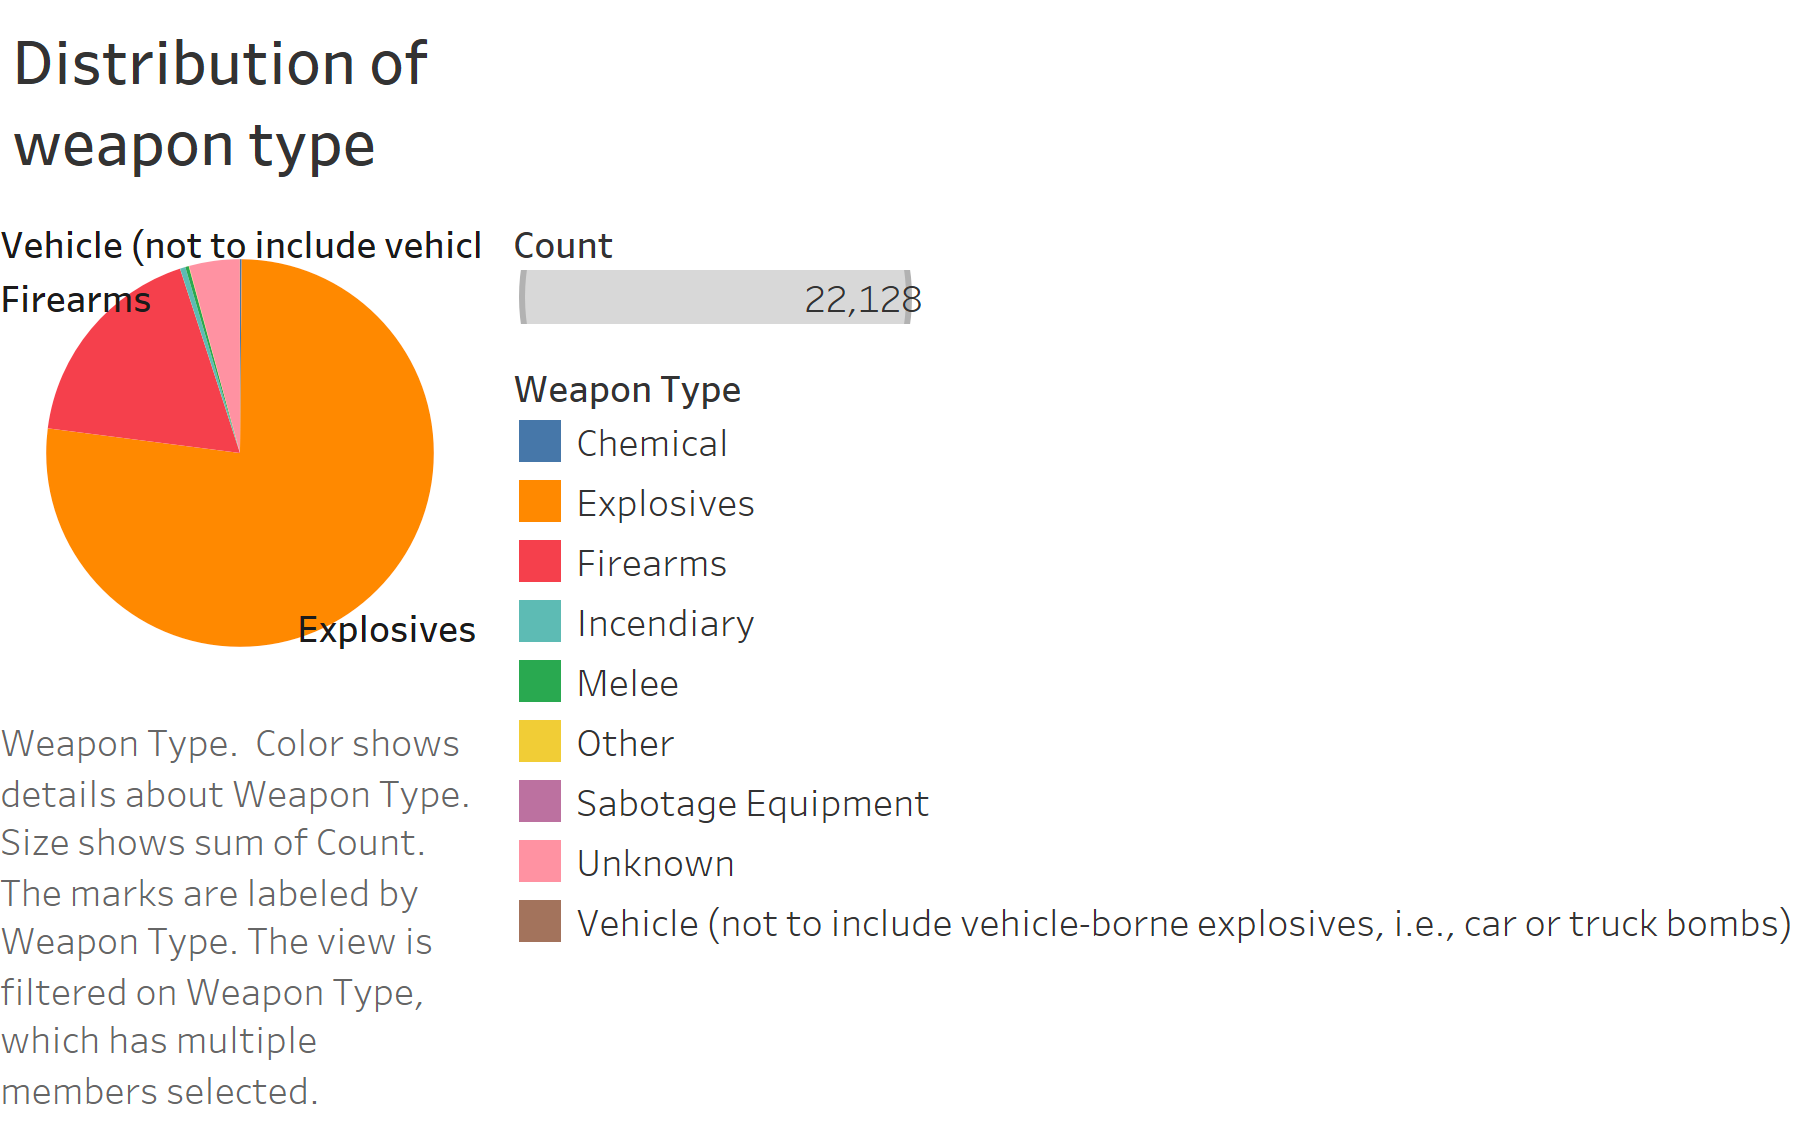 Distribution of
weapon type
Vehicle (not to include vehicl
Firearms
Explosives
Count
22,128
Weapon Type
Chemical
Explosives
Firearms
Incendiary
Melee
Other
Sabotage Equipment
Unknown
Vehicle (not to include vehicle-borne explosives, i.e., car or truck bombs)
Weapon Type.  Color shows
details about Weapon Type.
Size shows sum of Count.
The marks are labeled by
Weapon Type. The view is
filtered on Weapon Type,
which has multiple
members selected.